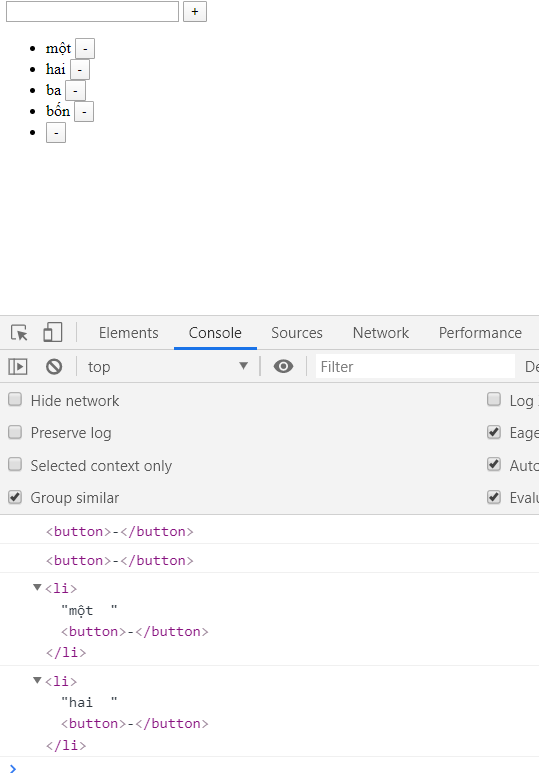 +
một -
hai -
ba -
bốn -
-
Elements Console Sources Network Performance
top Filter De
Hide network Log
Preserve log Eage
Selected context only Auto
Group similar Evalu
<button>-</button>
<button>-</button>
<li>
"một  "
<button>-</button>
</li>
<li>
"hai  "
<button>-</button>
</li>